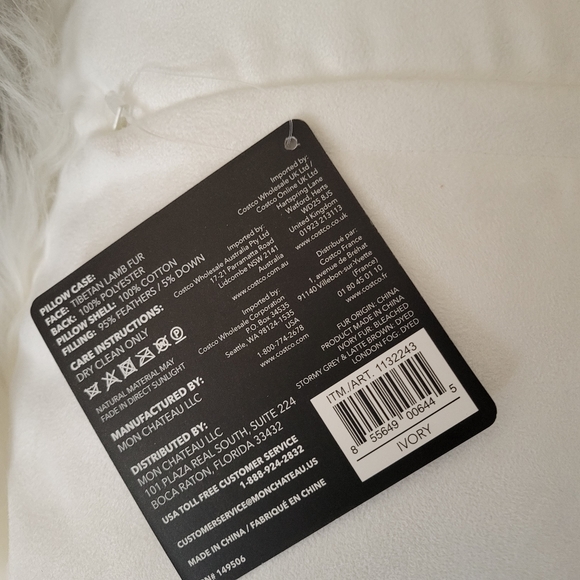 PILLOW CASE:
FACE: TIBETAN LAMB FUR
BACK: 100% POLYESTER
PILLOW SHELL: 100% COTTON
FILLING: 95% FEATHERS / 5% DOWN
CARE INSTRUCTIONS:
DRY CLEAN ONLY
NATURAL MATERIAL MAY
FADE IN DIRECT SUNLIGHT
MANUFACTURED BY:
MON CHATEAU LLC
DISTRIBUTED BY:
MON CHATEAU LLC
101 PLAZA REAL SOUTH, SUITE 224
BOCA RATON, FLORIDA 33432
USA TOLL FREE CUSTOMER SERVICE
1-888-924-2832
CUSTOMERSERVICE@MONCHATEAU.US
MADE IN CHINA / FABRIQUÉ EN CHINE
149506
Imported by:
Costco Wholesale Australia Pty Ltd
17-21 Parramatta Road
Lidcombe NSW 2141
www.costco.com.au
Imported by:
Costco Wholesale Corporation
PO Box 34535
Seattle, WA 98124-1535
USA
1-800-774-2678
www.costco.com
Imported by:
Costco Wholesale UK Ltd /
Costco Online UK Ltd
Hartspring Lane
Watford, Herts
WD25 8JS
United Kingdom
01923 213113
www.costco.co.uk
Distribué par:
Costco France
1, avenue de Bréhat
91140 Villebon-sur-Yvette
(France)
01 80 45 01 10
www.costco.fr
FUR ORIGIN: CHINA
PRODUCT MADE IN CHINA
IVORY FUR: BLEACHED
STORMY GREY & LATTE BROWN: DYED
LONDON FOG: DYED
ITM./ART. 1132243
8 55649 00644 5
IVORY